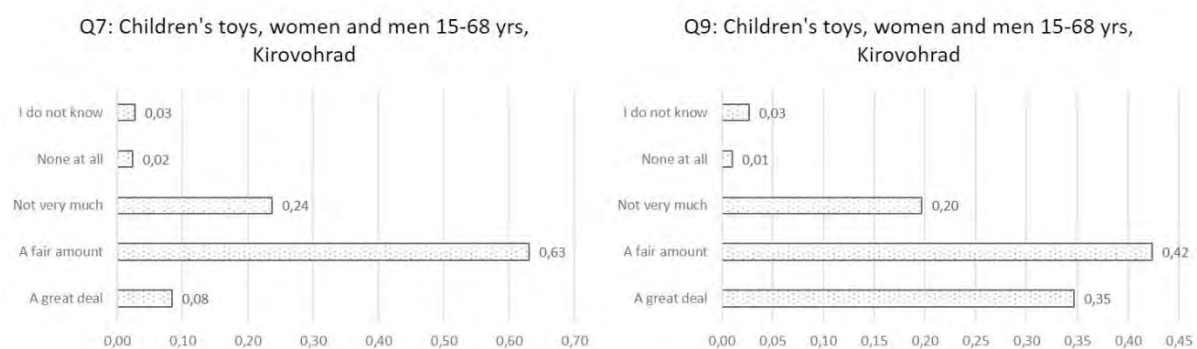 Q7: Children's toys, women and men 15-68 yrs,
Kirovohrad
I do not know
0,03
None at all
0,02
Not very much
0,24
A fair amount
0,63
A great deal
0,08
0,00 0,10 0,20 0,30 0,40 0,50 0,60 0,70
Q9: Children's toys, women and men 15-68 yrs,
Kirovohrad
I do not know
0,03
None at all
0,01
Not very much
0,20
A fair amount
0,42
A great deal
0,35
0,00 0,05 0,10 0,15 0,20 0,25 0,30 0,35 0,40 0,45